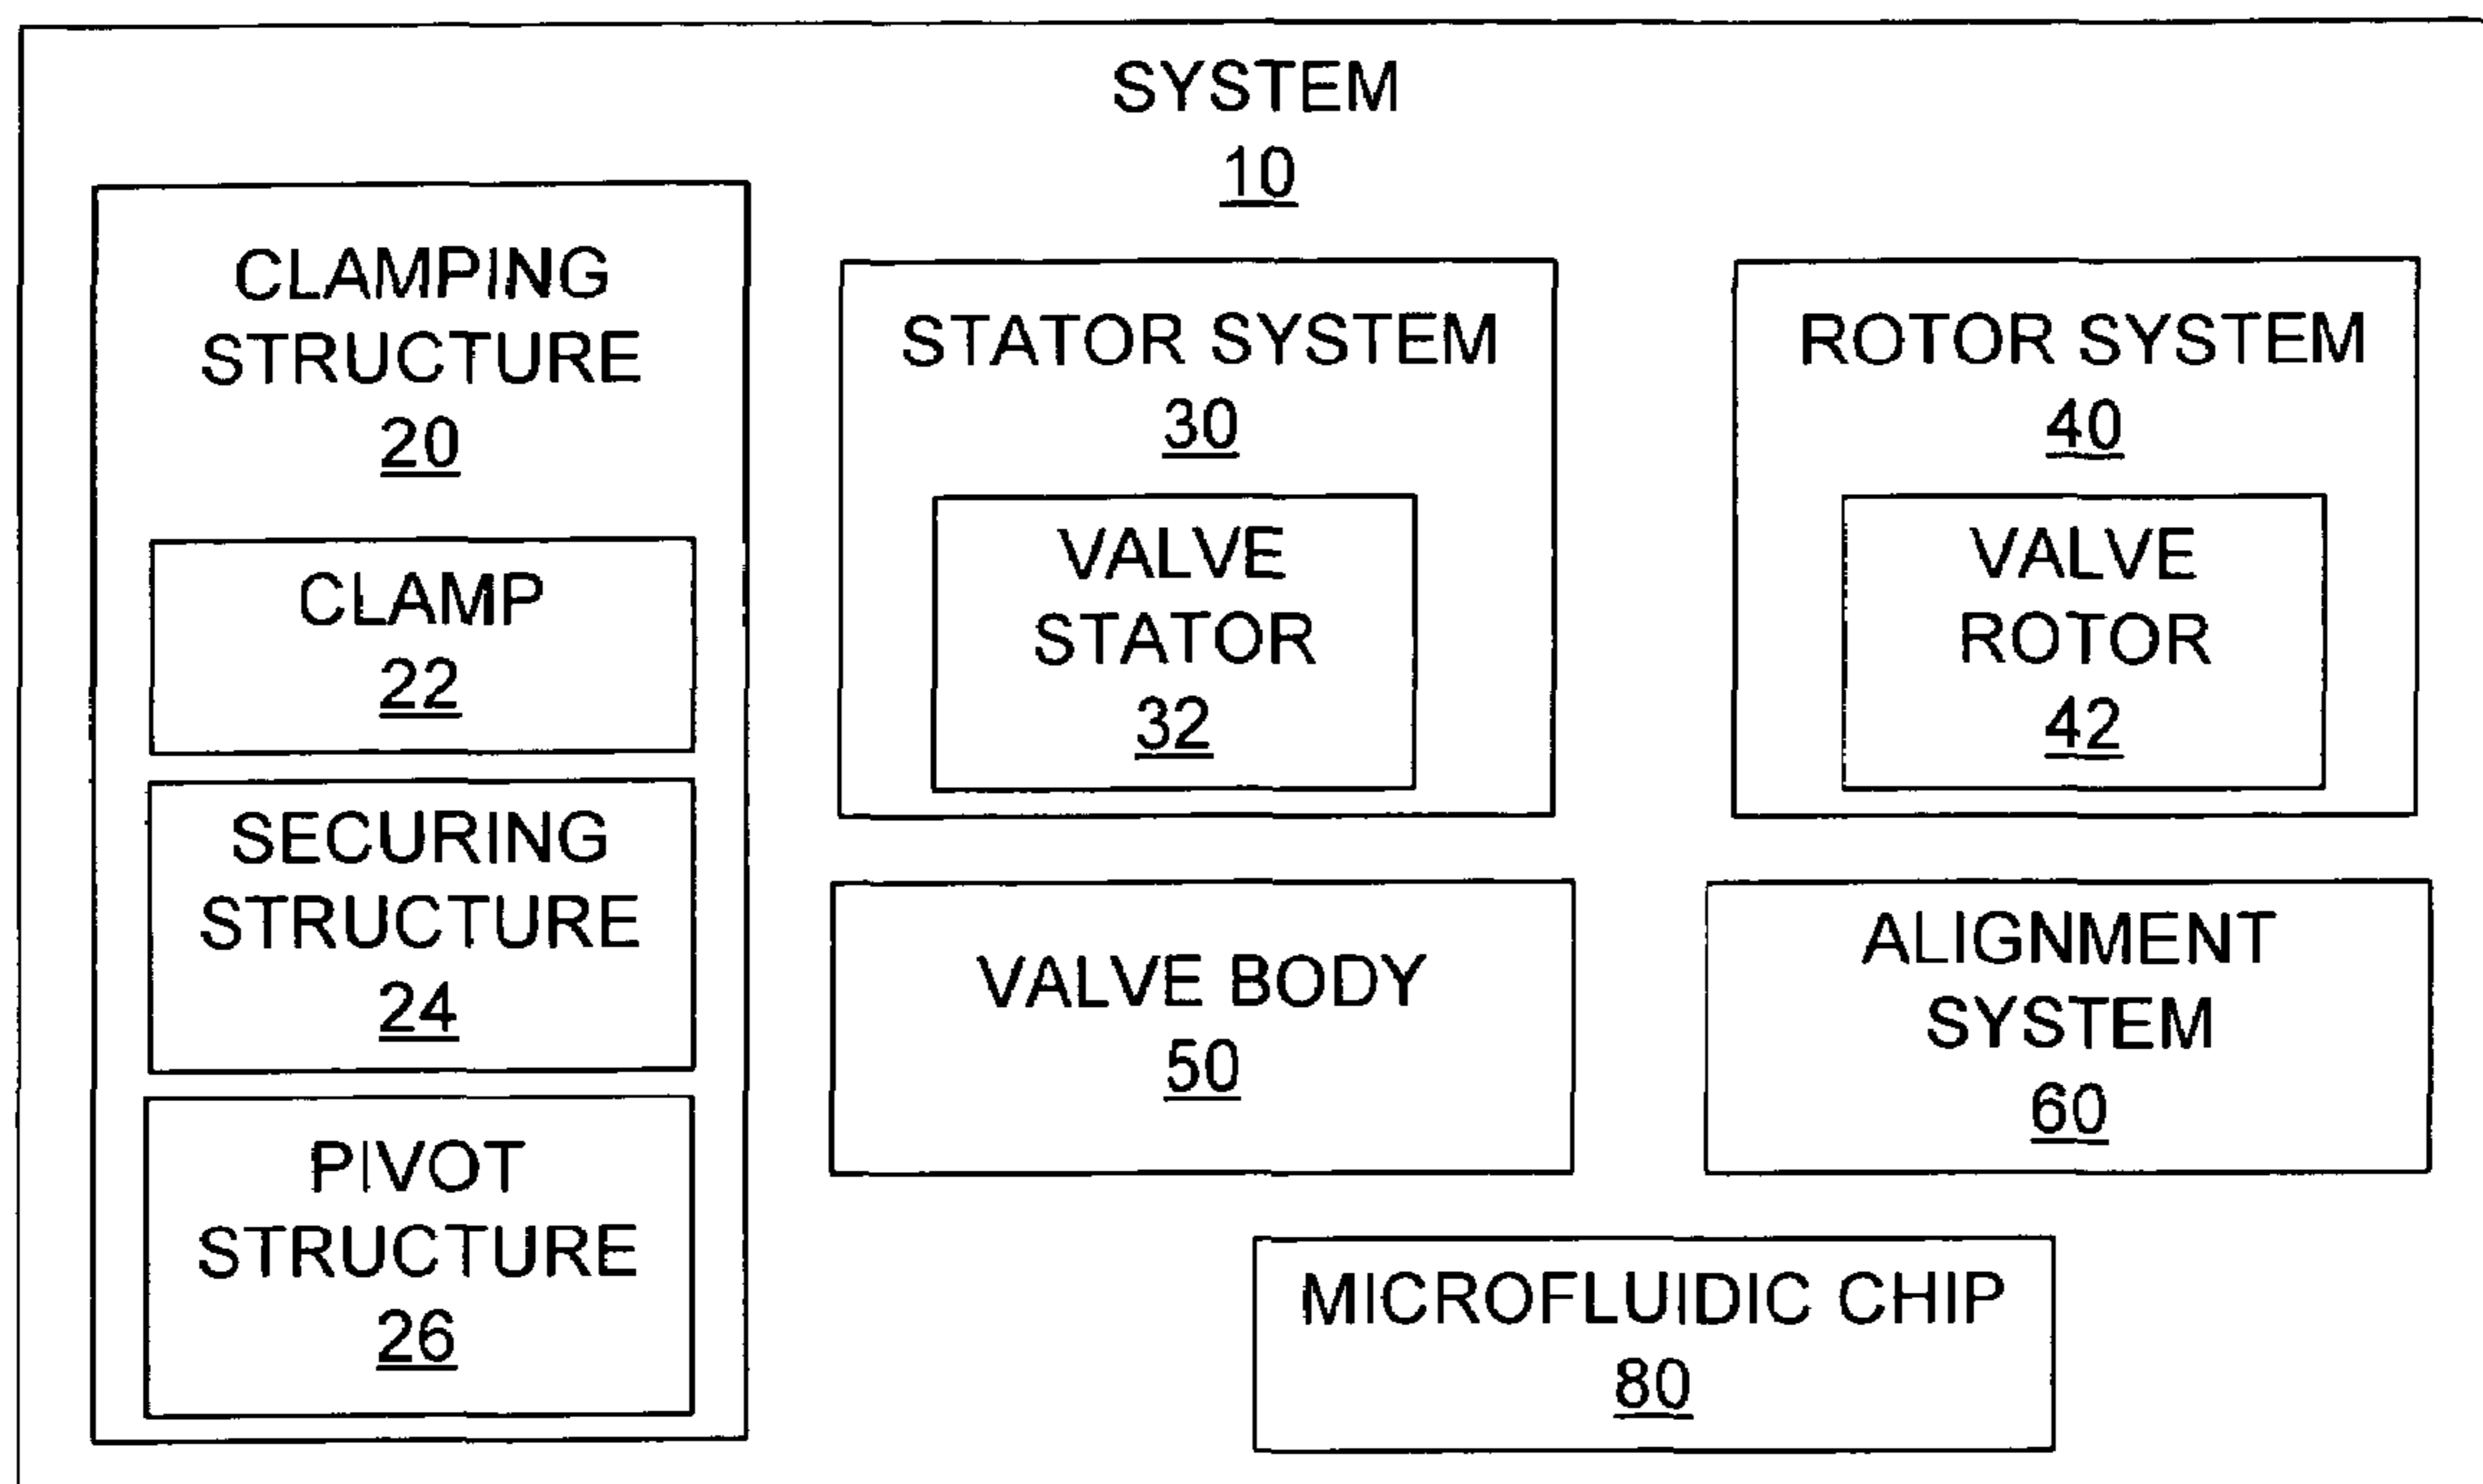 SYSTEM
10
CLAMPING
STRUCTURE
20
CLAMP
22
SECURING
STRUCTURE
24
PIVOT
STRUCTURE
26
STATOR SYSTEM
30
VALVE
STATOR
32
ROTOR SYSTEM
40
VALVE
ROTOR
42
VALVE BODY
50
ALIGNMENT
SYSTEM
60
MICROFLUIDIC CHIP
80